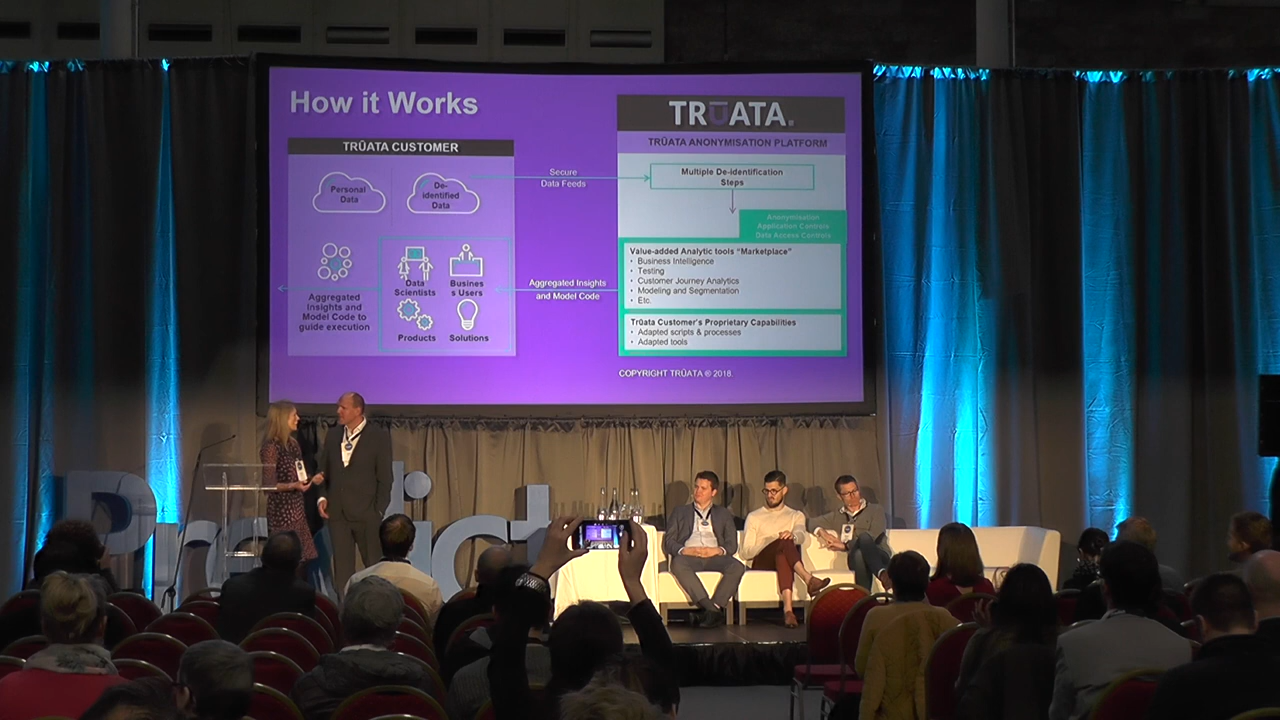 How it Works
TRŪATA CUSTOMER
Personal
Data
De-
identified
Data
Aggregated
Insights and
Model Code to
guide execution
Data
Scientists
Busines
s Users
Products
Solutions
Secure
Data Feeds
Aggregated Insights
and Model Code
TRŪATA.
TRŪATA ANONYMISATION PLATFORM
Multiple De-identification
Steps
Anonymisation
Application Controls
Data Access Controls
Value-added Analytic tools “Marketplace”
• Business Intelligence
• Testing
• Customer Journey Analytics
• Modeling and Segmentation
• Etc.
Trūata Customer's Proprietary Capabilities
• Adapted scripts & processes
• Adapted tools
COPYRIGHT TRŪATA ® 2018.
Predict